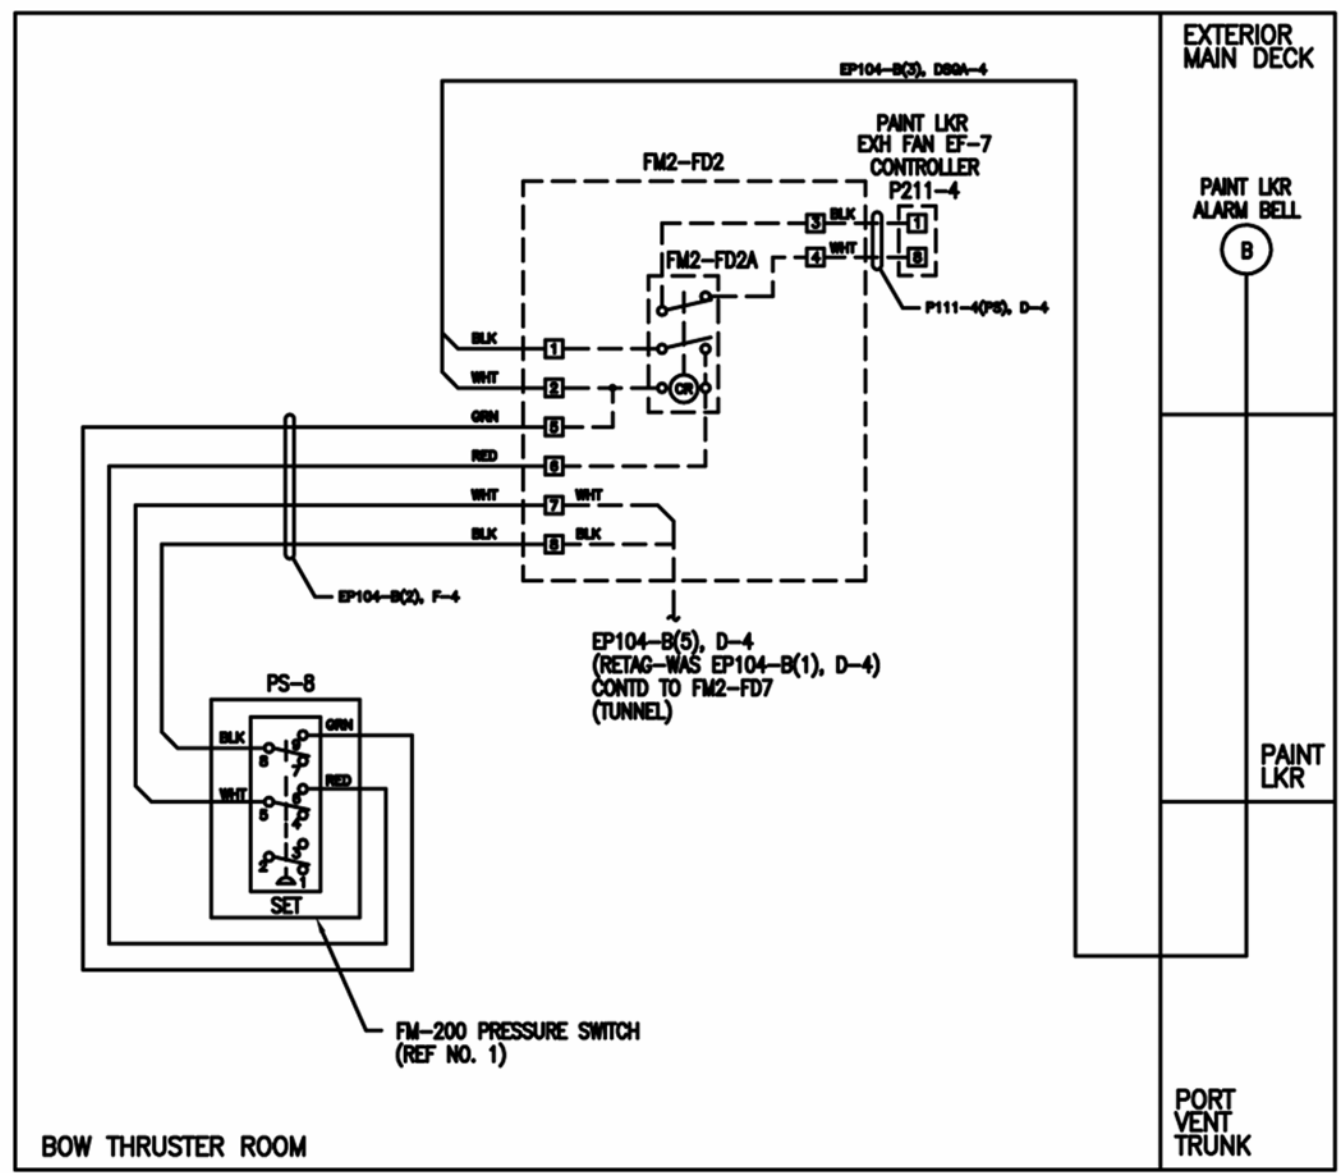 EXTERIOR
MAIN DECK
EP104-B(3), DSGA-4
PAINT LKR
EXH FAN EF-7
CONTROLLER
P211-4
FM2-FD2
PAINT LKR
ALARM BELL
B
3
BLK
1
4
WHT
8
FM2-FD2A
P111-4(PS), D-4
BLK
1
WHT
2
CR
GRN
5
RED
6
WHT
7
WHT
BLK
8
BLK
EP104-B(2), F-4
EP104-B(5), D-4
(RETAG-WAS EP104-B(1), D-4)
CONTD TO FM2-FD7
(TUNNEL)
PS-8
BLK
GRN
9
8
7
WHT
RED
6
5
4
3
2
1
SET
PAINT
LKR
FM-200 PRESSURE SWITCH
(REF NO. 1)
BOW THRUSTER ROOM
PORT
VENT
TRUNK